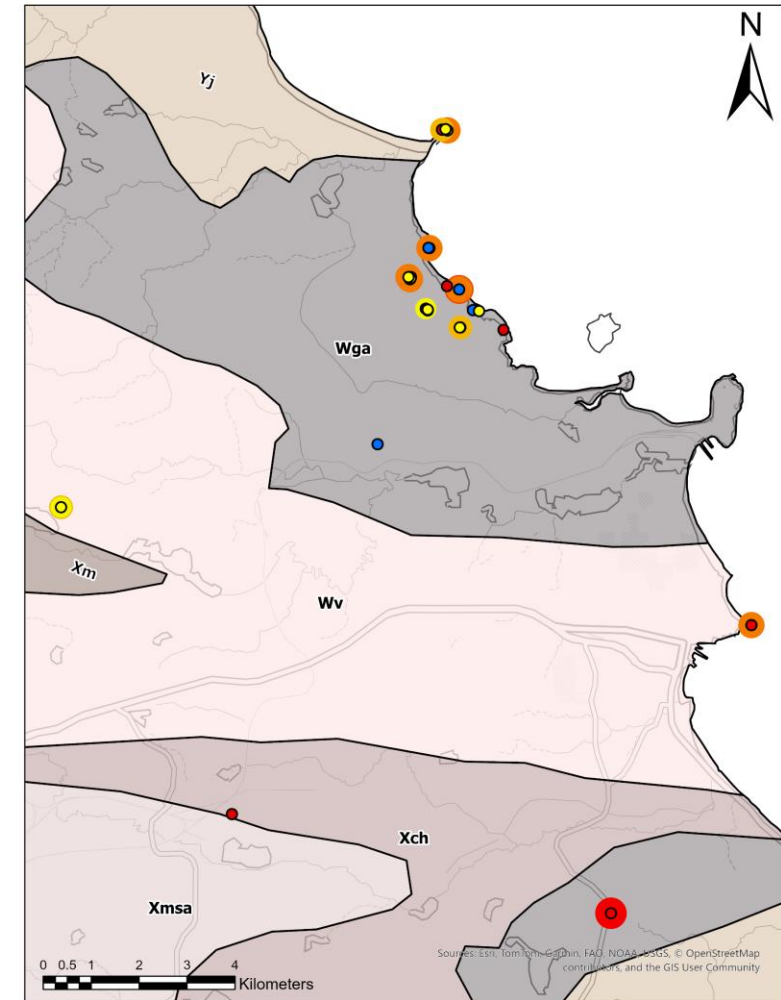 N
Yj
Wga
Xm
Wv
Xch
Xmsa
Sources: Esri, TomTom, Garmin, FAO, NOAA, USGS, © OpenStreetMap
contributors, and the GIS User Community
0 0.5 1 2 3 4
Kilometers